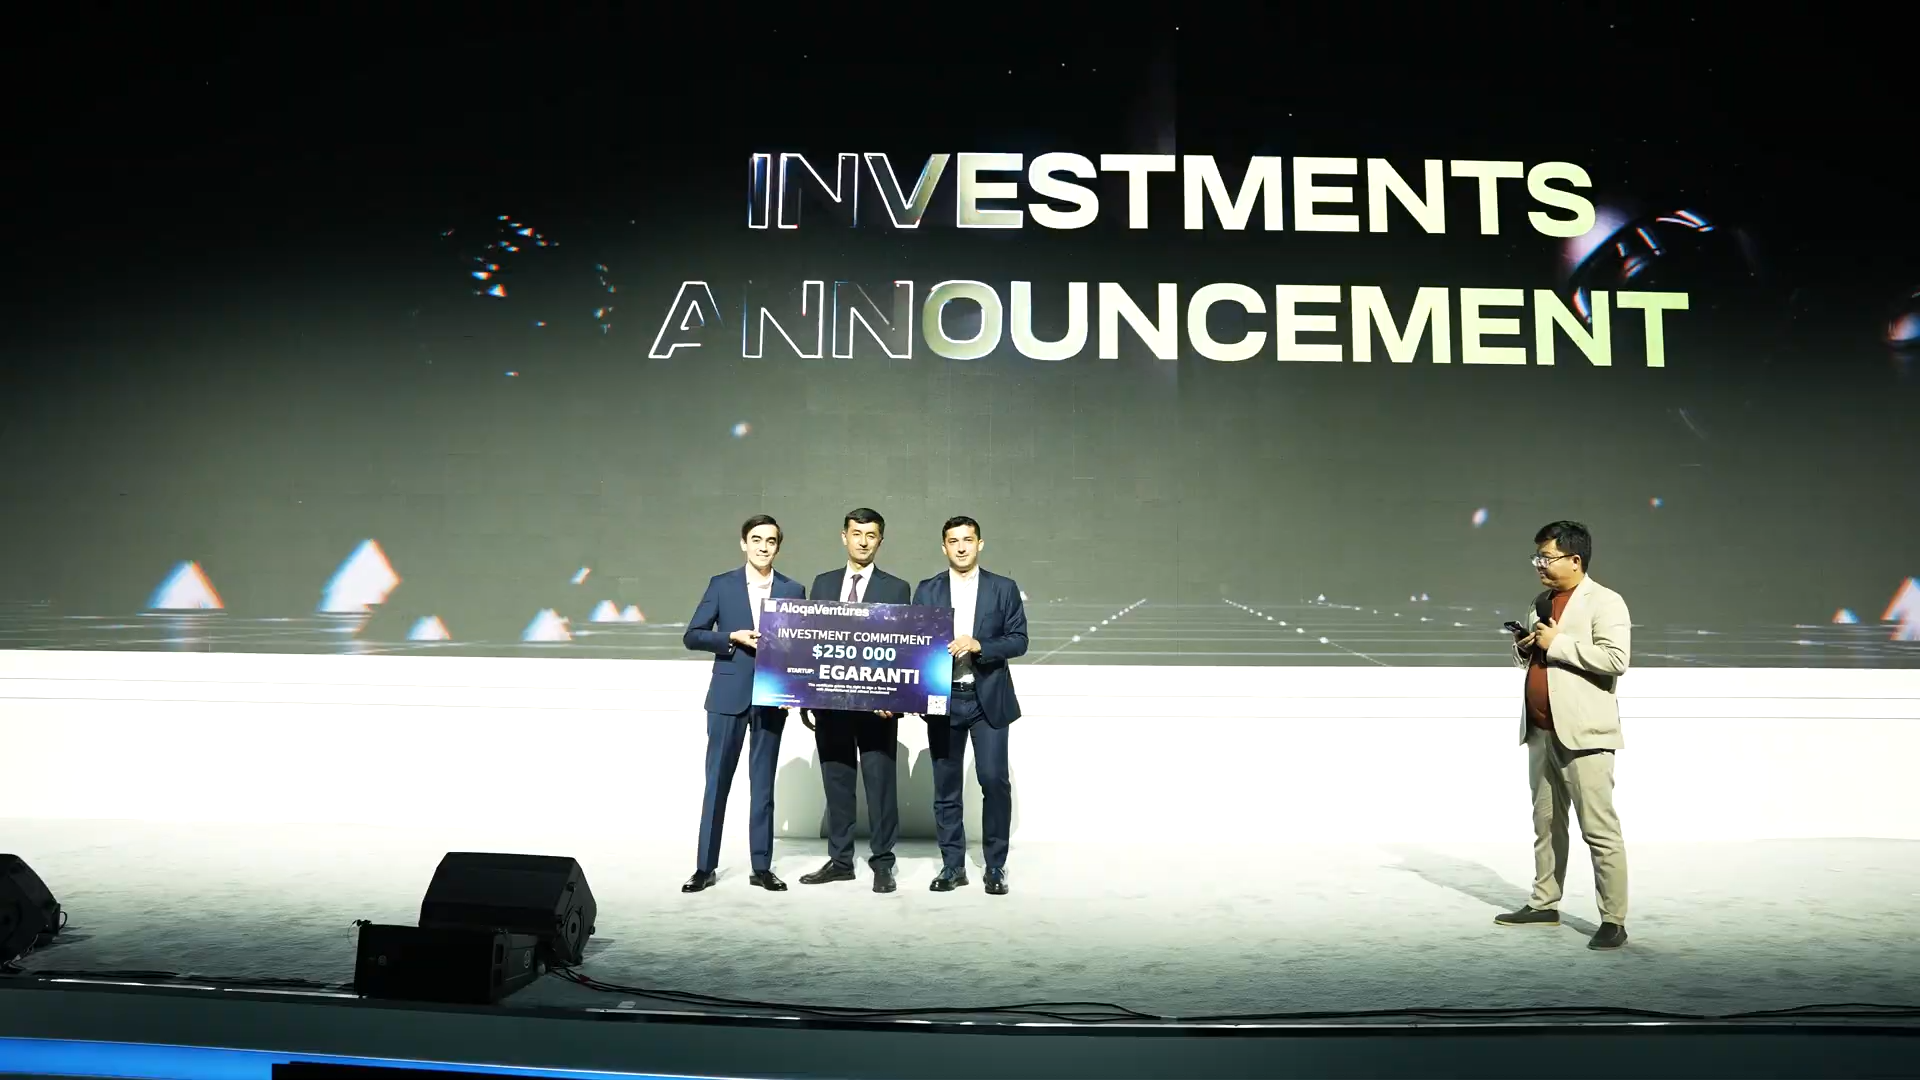 INVESTMENTS
ANNOUNCEMENT
AloqaVentures
INVESTMENT COMMITMENT
$250 000
STARTUP: EGARANTI